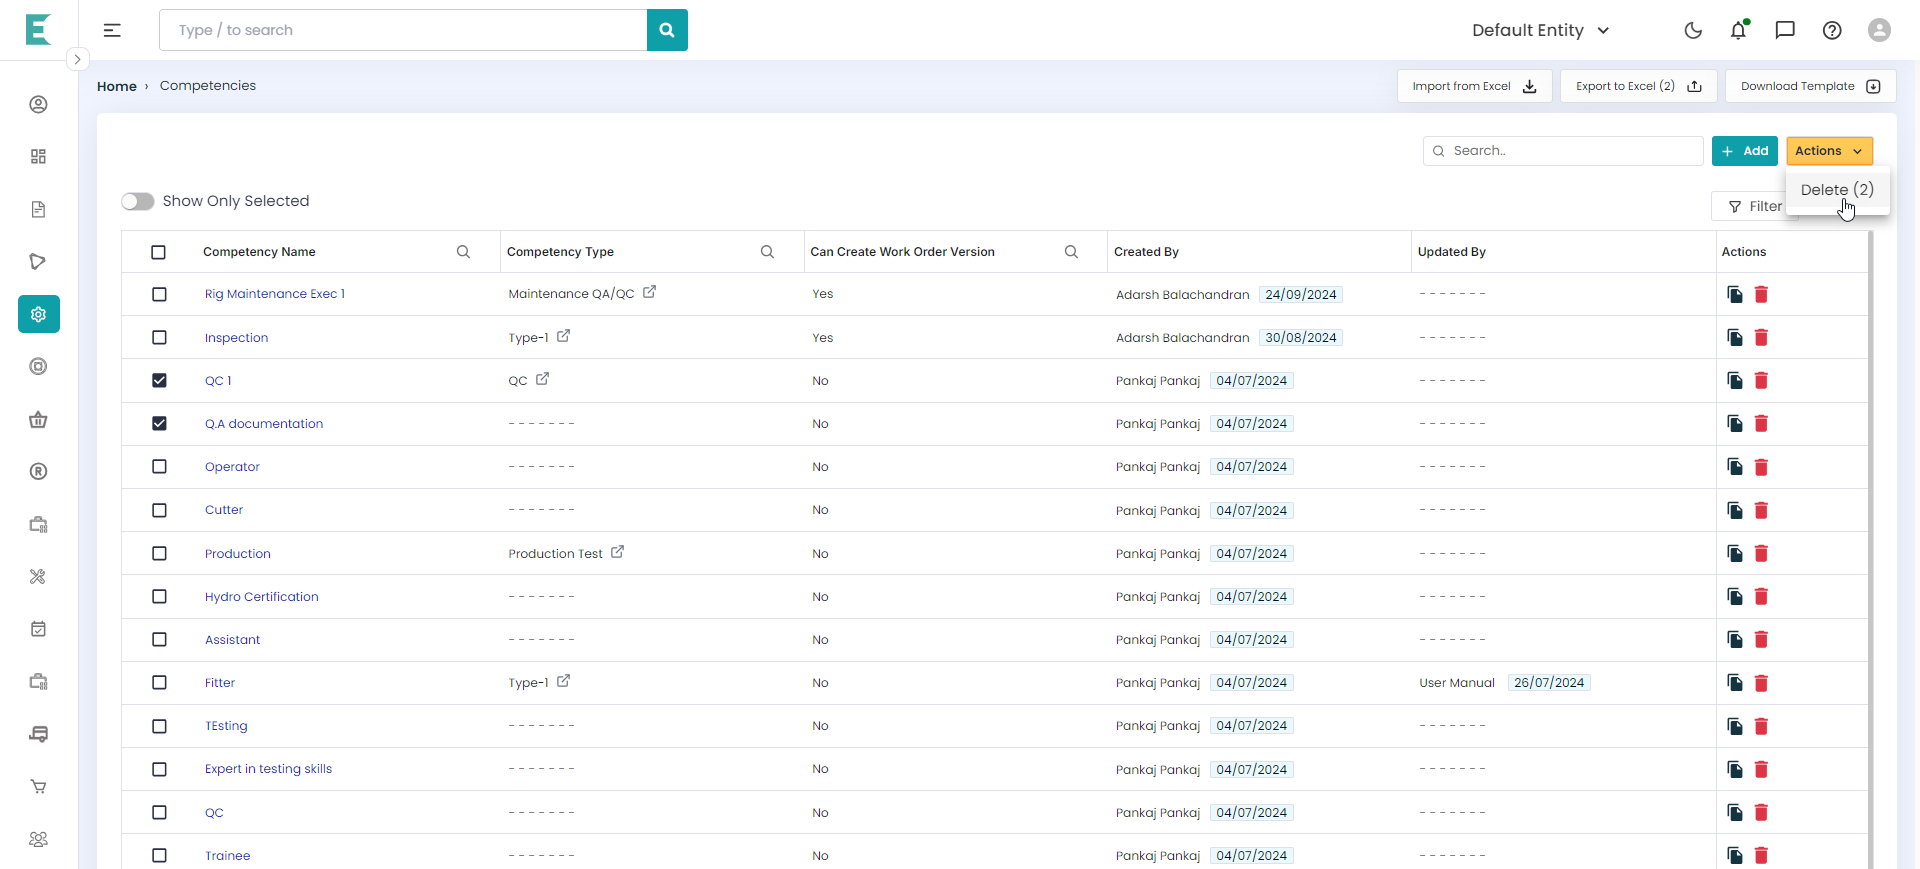 Type / to search
Default Entity
Home › Competencies
Import from Excel
Export to Excel (2)
Download Template
Search..
+ Add
Actions
Delete (2)
Show Only Selected
Filter
Competency Name Competency Type Can Create Work Order Version Created By Updated By Actions
Rig Maintenance Exec 1 Maintenance QA/QC Yes Adarsh Balachandran 24/09/2024 - - - - - - -
Inspection Type-1 Yes Adarsh Balachandran 30/08/2024 - - - - - - -
QC 1 QC No Pankaj Pankaj 04/07/2024 - - - - - - -
Q.A documentation - - - - - - - No Pankaj Pankaj 04/07/2024 - - - - - - -
Operator - - - - - - - No Pankaj Pankaj 04/07/2024 - - - - - - -
Cutter - - - - - - - No Pankaj Pankaj 04/07/2024 - - - - - - -
Production Production Test No Pankaj Pankaj 04/07/2024 - - - - - - -
Hydro Certification - - - - - - - No Pankaj Pankaj 04/07/2024 - - - - - - -
Assistant - - - - - - - No Pankaj Pankaj 04/07/2024 - - - - - - -
Fitter Type-1 No Pankaj Pankaj 04/07/2024 User Manual 26/07/2024
TEsting - - - - - - - No Pankaj Pankaj 04/07/2024 - - - - - - -
Expert in testing skills - - - - - - - No Pankaj Pankaj 04/07/2024 - - - - - - -
QC - - - - - - - No Pankaj Pankaj 04/07/2024 - - - - - - -
Trainee - - - - - - - No Pankaj Pankaj 04/07/2024 - - - - - - -